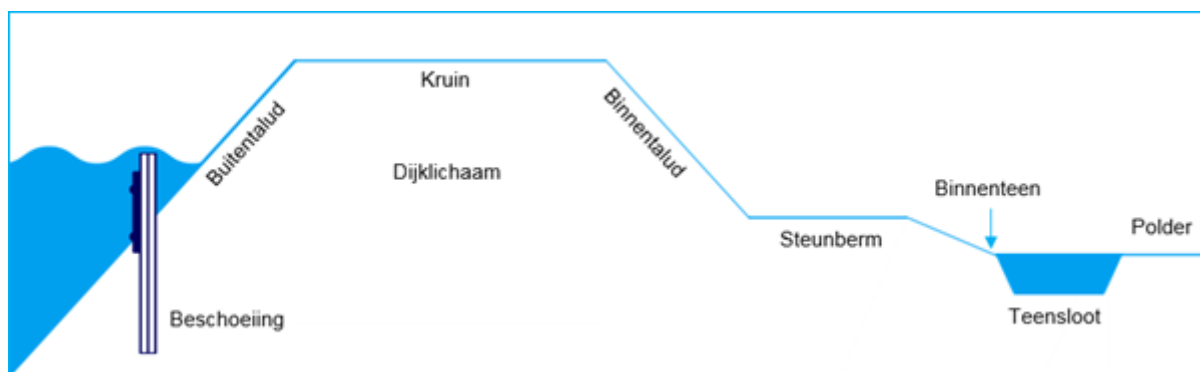 Kruin
Buitentalud
Binnentalud
Dijklichaam
Binnenteen
Steunberm
Polder
Beschoeiing
Teensloot